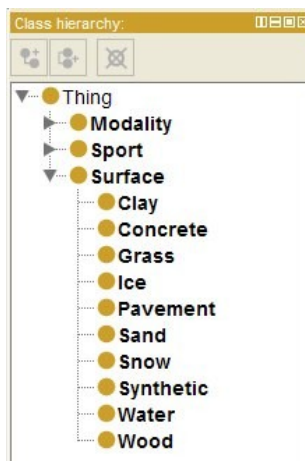 Class hierarchy:
Thing
Modality
Sport
Surface
Clay
Concrete
Grass
Ice
Pavement
Sand
Snow
Synthetic
Water
Wood